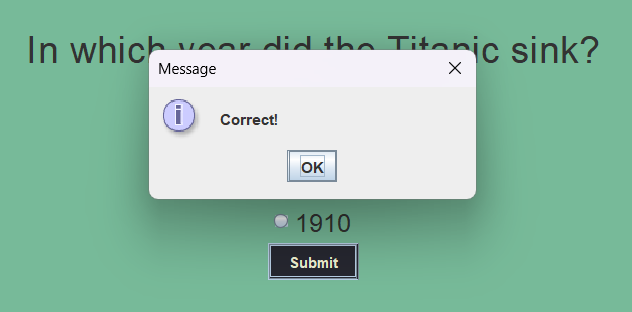 In which year did the Titanic sink?
Message
Correct!
OK
1910
Submit